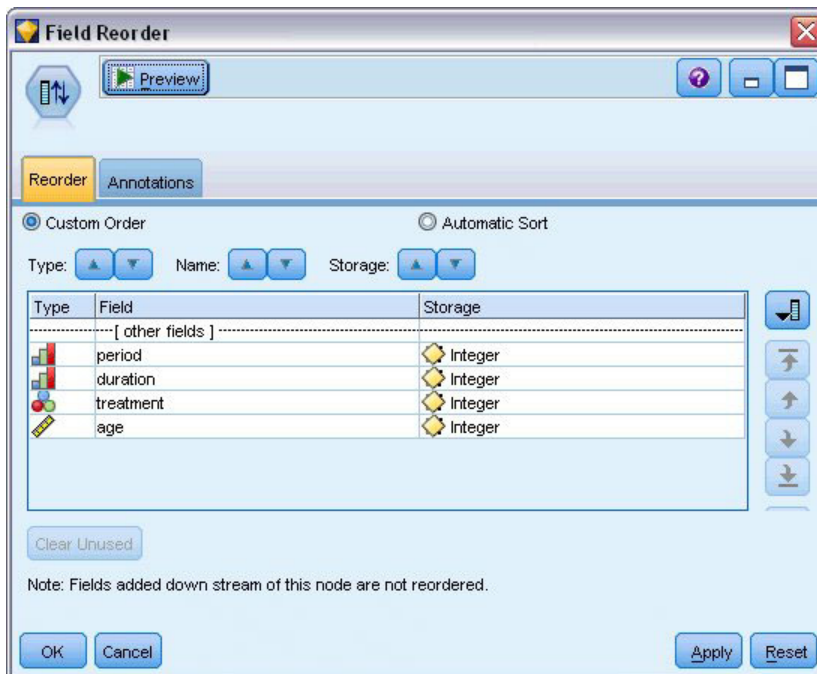 Field Reorder
Preview
Reorder Annotations
Custom Order Automatic Sort
Type: Name: Storage:
Type Field Storage
[ other fields ]
period Integer
duration Integer
treatment Integer
age Integer
Clear Unused
Note: Fields added down stream of this node are not reordered.
OK Cancel Apply Reset